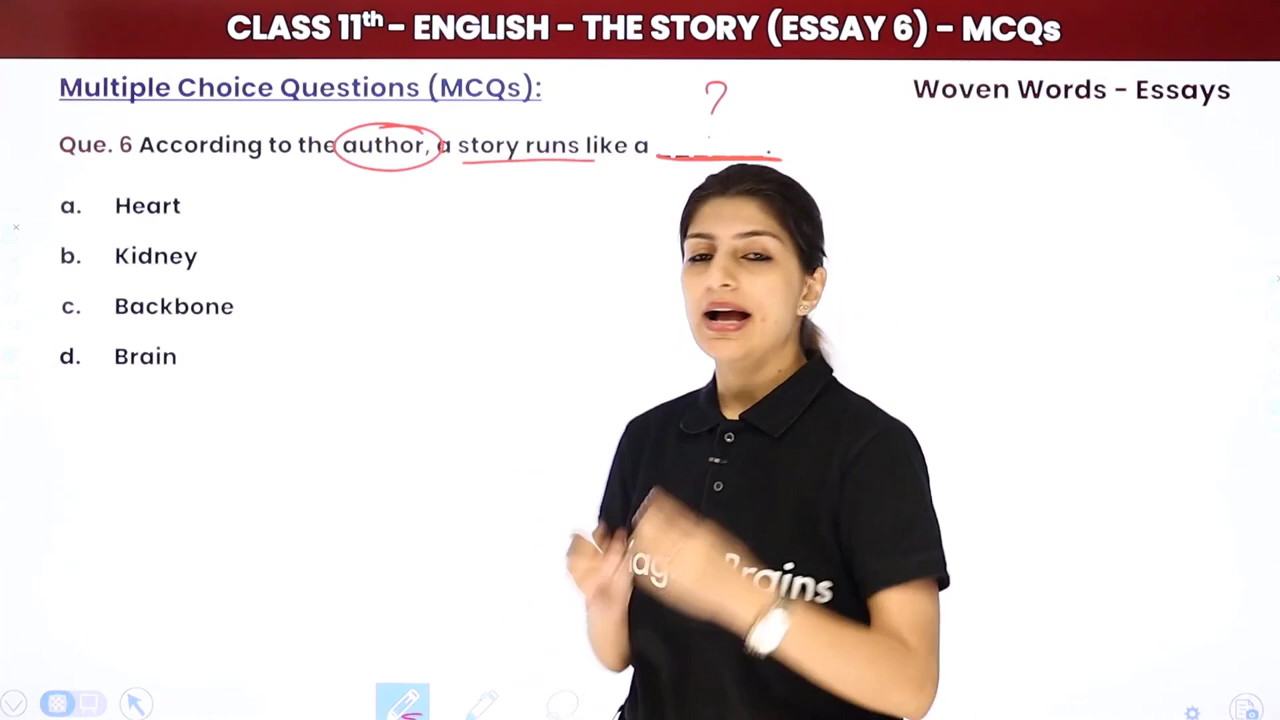 CLASS 11th - ENGLISH - THE STORY (ESSAY 6) - MCQs
Multiple Choice Questions (MCQs):
Woven Words - Essays
?
Que. 6 According to the author, a story runs like a
a. Heart
b. Kidney
c. Backbone
d. Brain